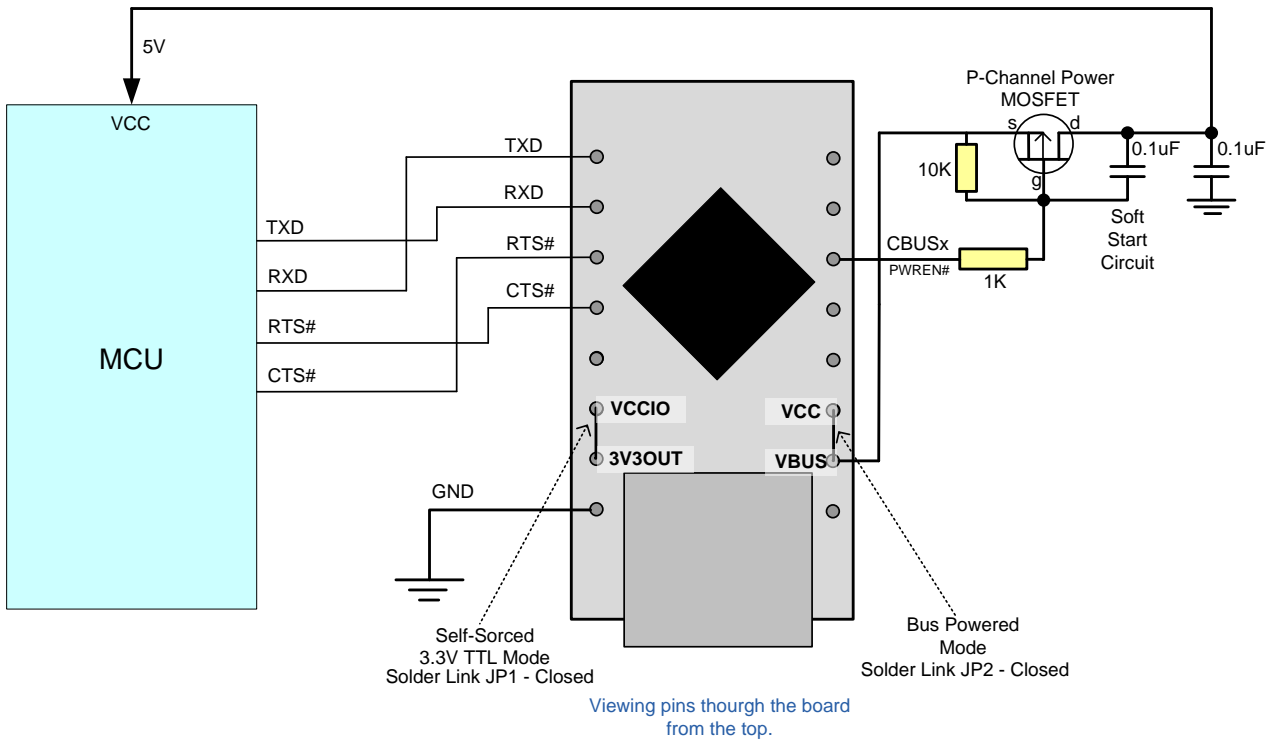 5V
VCC
MCU
TXD
RXD
RTS#
CTS#
TXD
RXD
RTS#
CTS#
VCCIO
3V3OUT
GND
VCC
VBUS
P-Channel Power
MOSFET
s
d
g
10K
0.1uF
0.1uF
CBUSx
PWREN#
1K
Soft
Start
Circuit
Self-Sorced
3.3V TTL Mode
Solder Link JP1 - Closed
Bus Powered
Mode
Solder Link JP2 - Closed
Viewing pins thourgh the board
from the top.